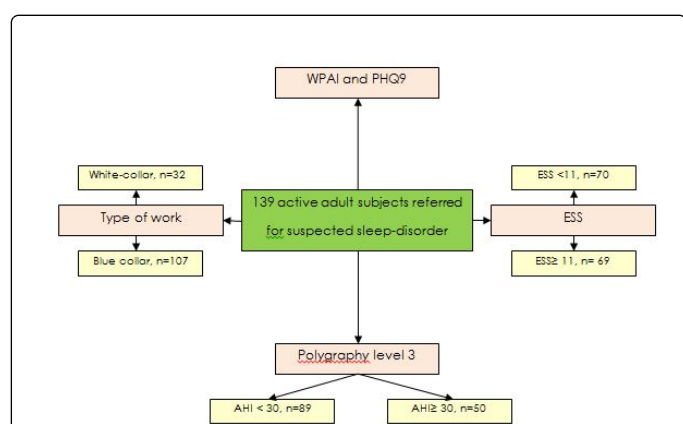 WPAI and PHQ9
White-collar, n=32
ESS <11, n=70
139 active adult subjects referred
for suspected sleep-disorder
Type of work
ESS
Blue collar, n=107
ESS≥ 11, n= 69
Polygraphy level 3
AHI < 30, n=89
AHI≥ 30, n=50